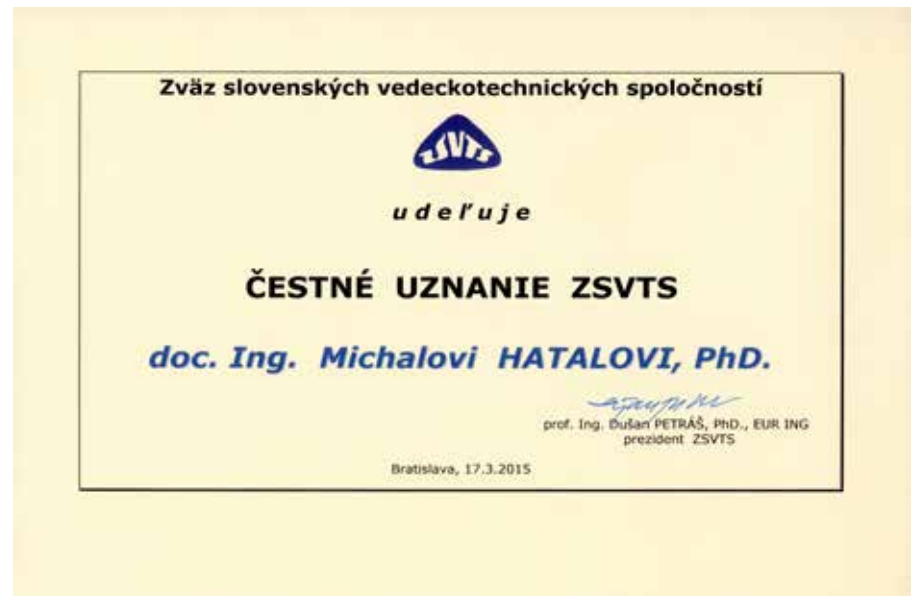 Zväz slovenských vedeckotechnických spoločností
ZSVTS
udeľuje
ČESTNÉ UZNANIE ZSVTS
doc. Ing. Michalovi HATALOVI, PhD.
prof. Ing. Dušan PETRÁŠ, PhD., EUR ING
prezident ZSVTS
Bratislava, 17.3.2015